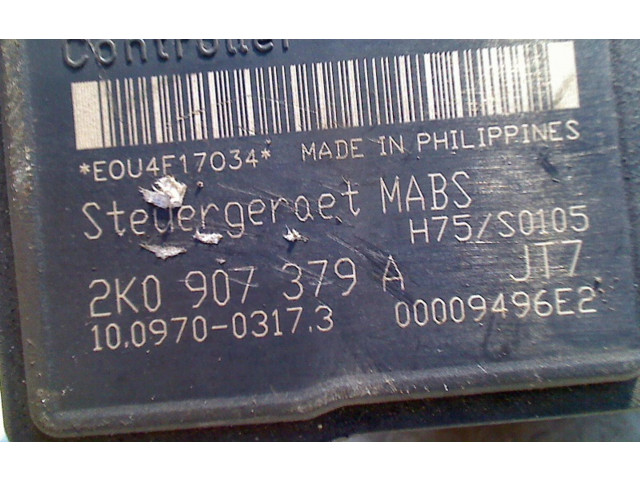 Controller
*E0U4F17034* MADE IN PHILIPPINES
Steuergeraet MABS
H75/S0105
2K0 907 379 A JT7
10.0970-0317.3 00009496E2